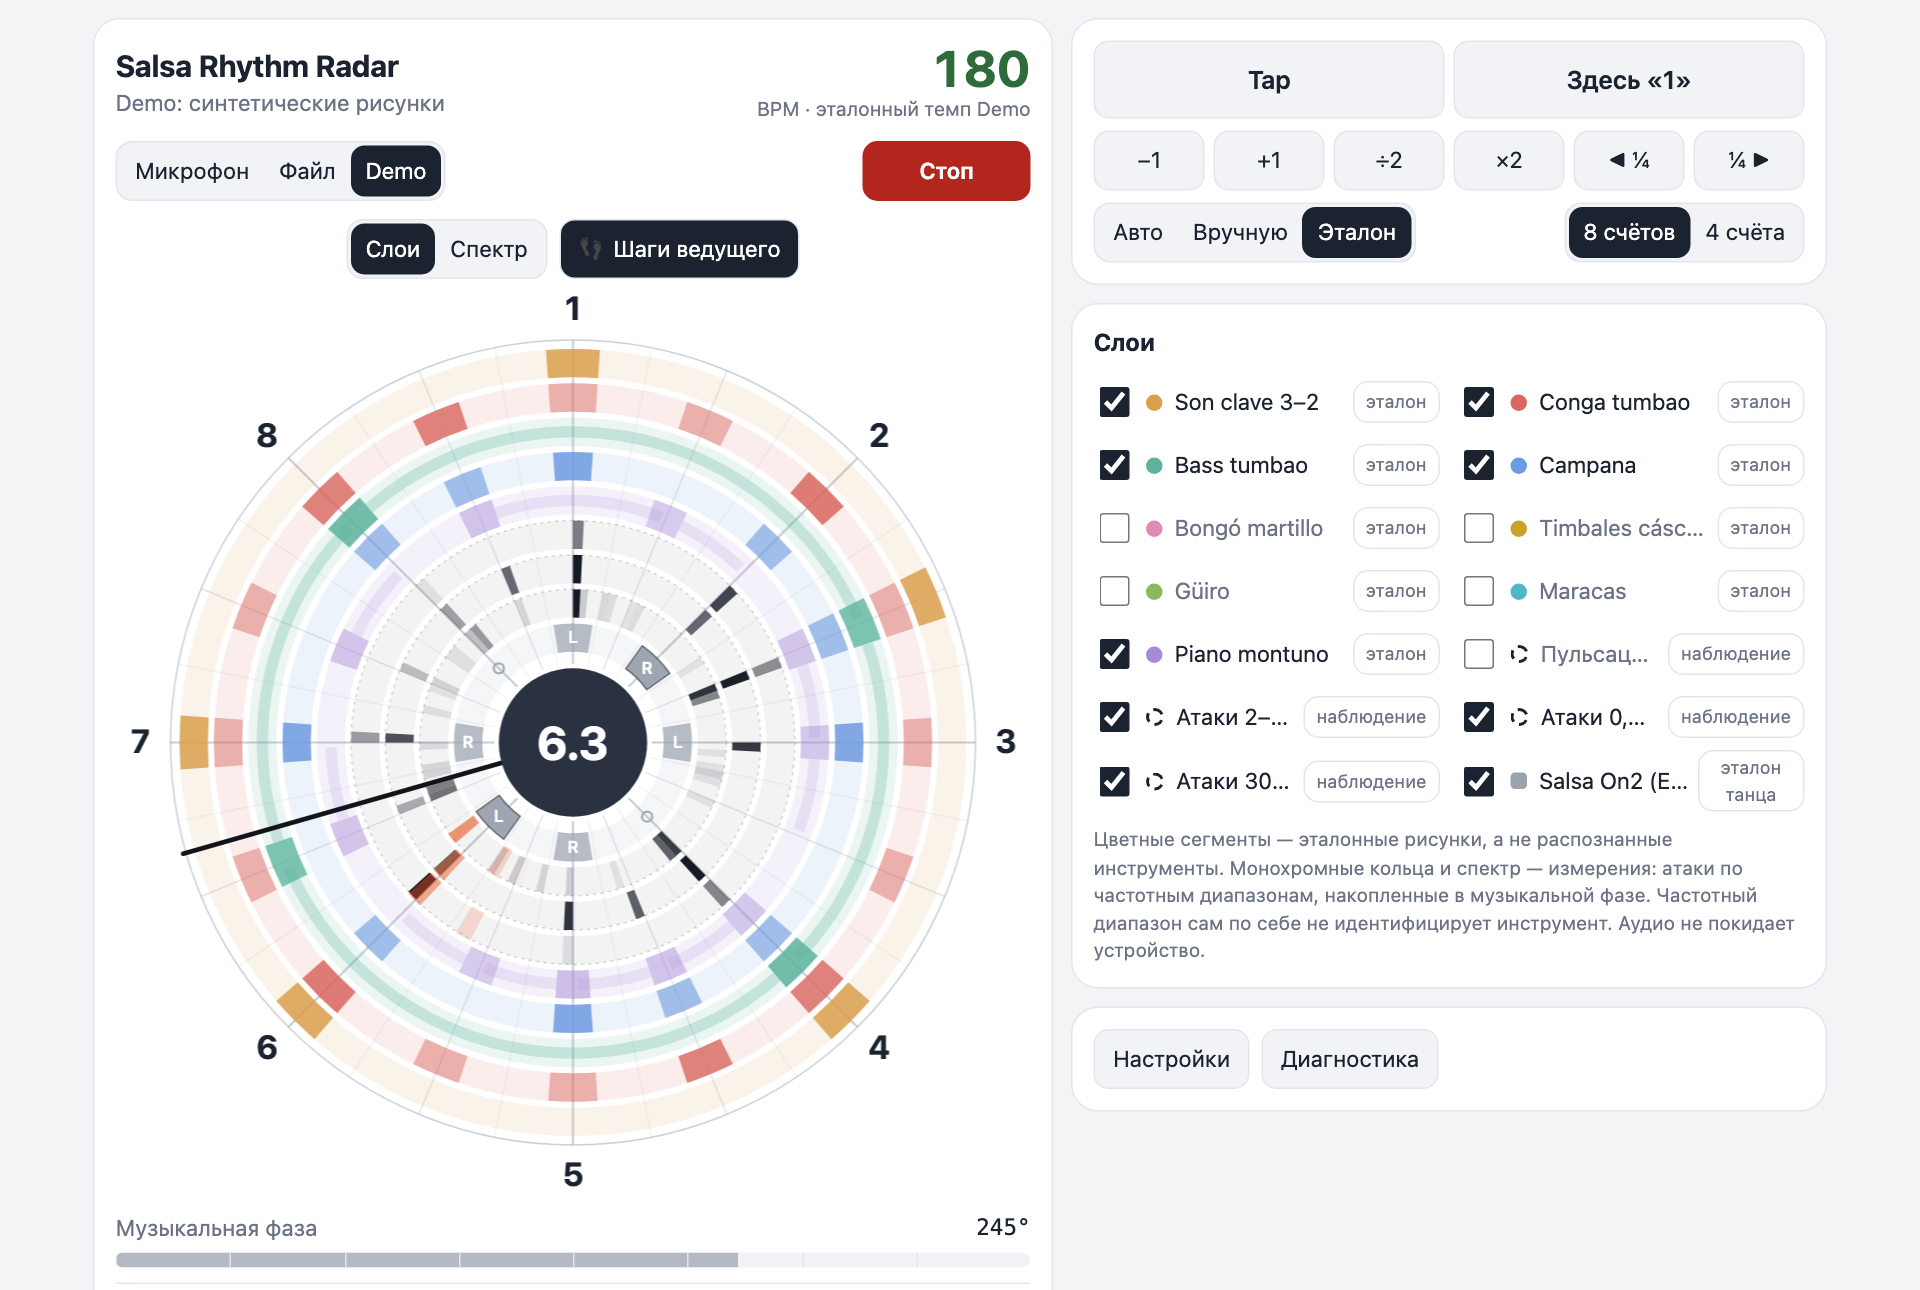 Salsa Rhythm Radar
Demo: синтетические рисунки
180
BPM · эталонный темп Demo
Микрофон Файл Demo
Стоп
Слои Спектр
Шаги ведущего
1
2
3
4
5
6
7
8
L
R
L
R
L
R
6.3
Музыкальная фаза
245°
Tap
Здесь «1»
−1 +1 ÷2 ×2 ◀ ¼ ¼ ▶
Авто Вручную Эталон
8 счётов 4 счёта
Слои
Son clave 3–2 эталон
Conga tumbao эталон
Bass tumbao эталон
Campana эталон
Bongó martillo эталон
Timbales cásc... эталон
Güiro эталон
Maracas эталон
Piano montuno эталон
Пульсац... наблюдение
Атаки 2–... наблюдение
Атаки 0,... наблюдение
Атаки 30... наблюдение
Salsa On2 (E... эталон танца
Цветные сегменты — эталонные рисунки, а не распознанные
инструменты. Монохромные кольца и спектр — измерения: атаки по
частотным диапазонам, накопленные в музыкальной фазе. Частотный
диапазон сам по себе не идентифицирует инструмент. Аудио не покидает
устройство.
Настройки Диагностика